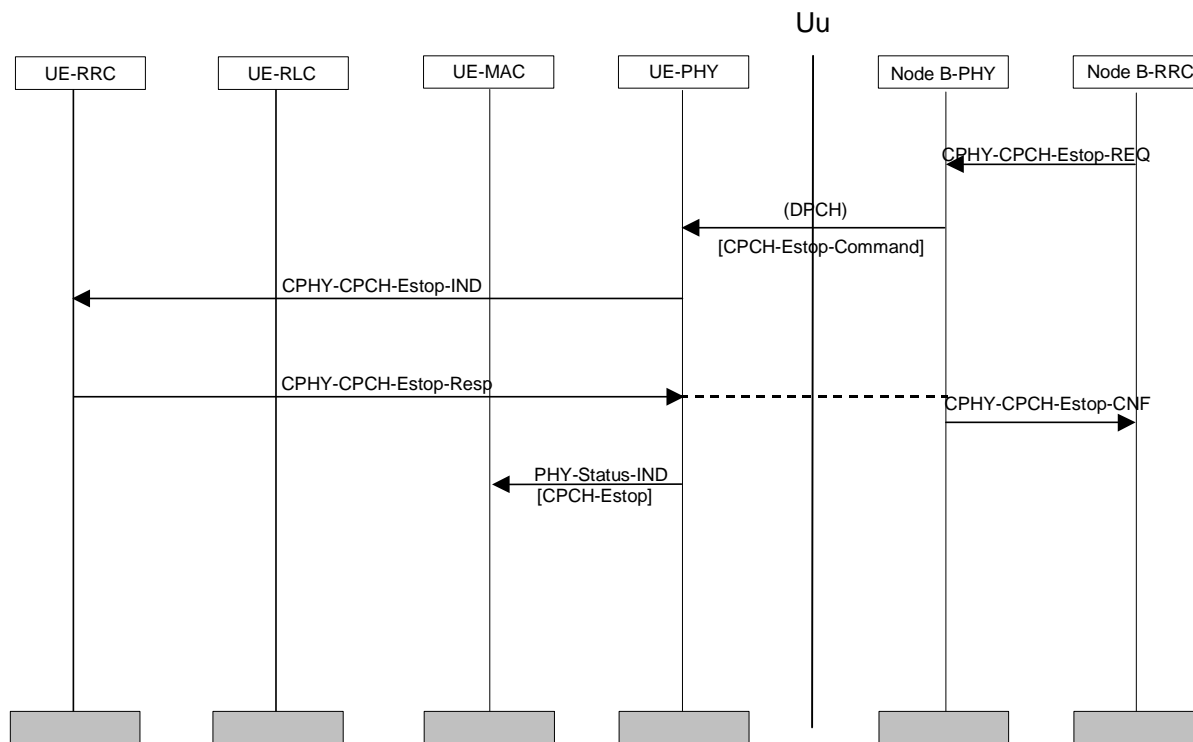 Uu
UE-RRC
UE-RLC
UE-MAC
UE-PHY
Node B-PHY
Node B-RRC
CPHY-CPCH-Estop-REQ
(DPCH)
[CPCH-Estop-Command]
CPHY-CPCH-Estop-IND
CPHY-CPCH-Estop-Resp
CPHY-CPCH-Estop-CNF
PHY-Status-IND
[CPCH-Estop]